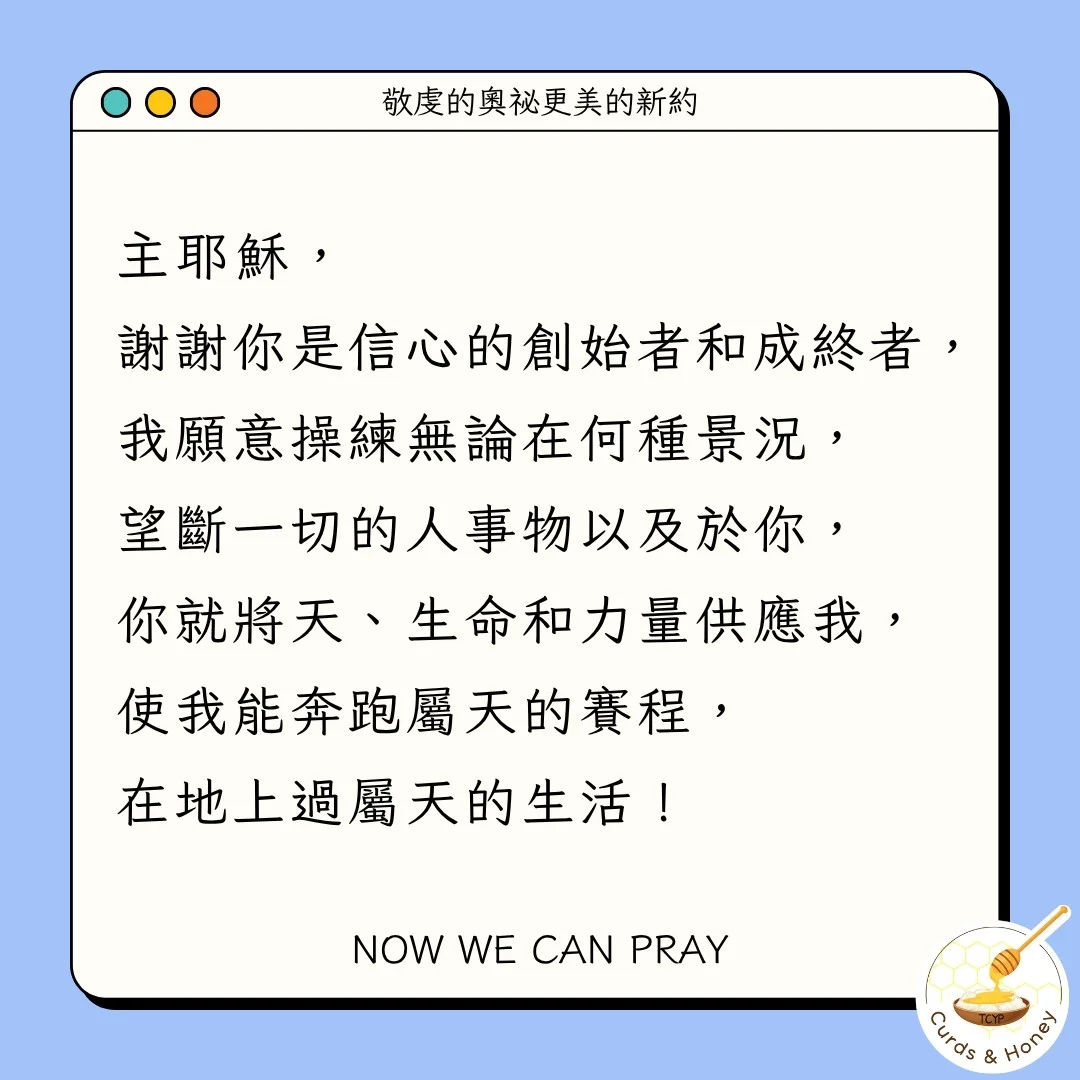 敬虔的奧祕更美的新約
主耶穌，
謝謝你是信心的創始者和成終者，
我願意操練無論在何種景況，
望斷一切的人事物以及於你，
你就將天、生命和力量供應我，
使我能奔跑屬天的賽程，
在地上過屬天的生活！
NOW WE CAN PRAY
TCYP
Curds & Honey